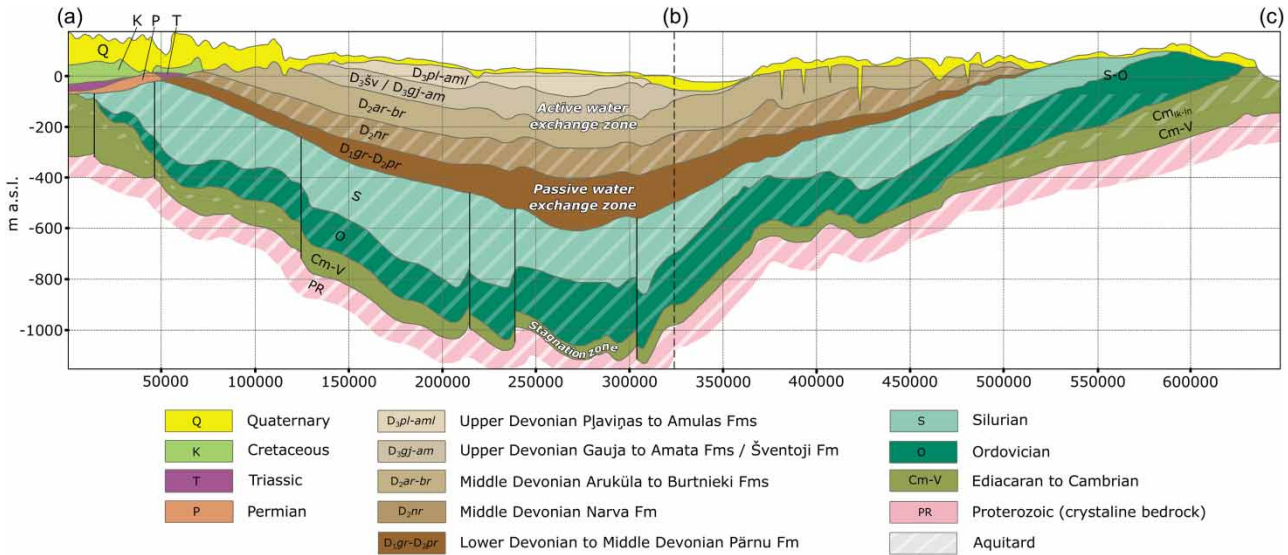 (a)
K
P
T
(b)
(c)
Q
0
-200
-400
-600
-800
-1000
m a.s.l.
D₃pl-aml
D₃šv / D₃gj-am
D₂ar-br
D₂nr
D₁gr-D₂pr
Active water
exchange zone
Passive water
exchange zone
Stagnation zone
S
O
Cm-V
PR
S-O
Cmlk-in
Cm-V
50000 100000 150000 200000 250000 300000 350000 400000 450000 500000 550000 600000
Q Quaternary
K Cretaceous
T Triassic
P Permian
D₃pl-aml Upper Devonian Pļaviņas to Amulas Fms
D₃gj-am Upper Devonian Gauja to Amata Fms / Šventoji Fm
D₂ar-br Middle Devonian Aruküla to Burtnieki Fms
D₂nr Middle Devonian Narva Fm
D₁gr-D₂pr Lower Devonian to Middle Devonian Pärnu Fm
S Silurian
O Ordovician
Cm-V Ediacaran to Cambrian
PR Proterozoic (crystaline bedrock)
Aquitard